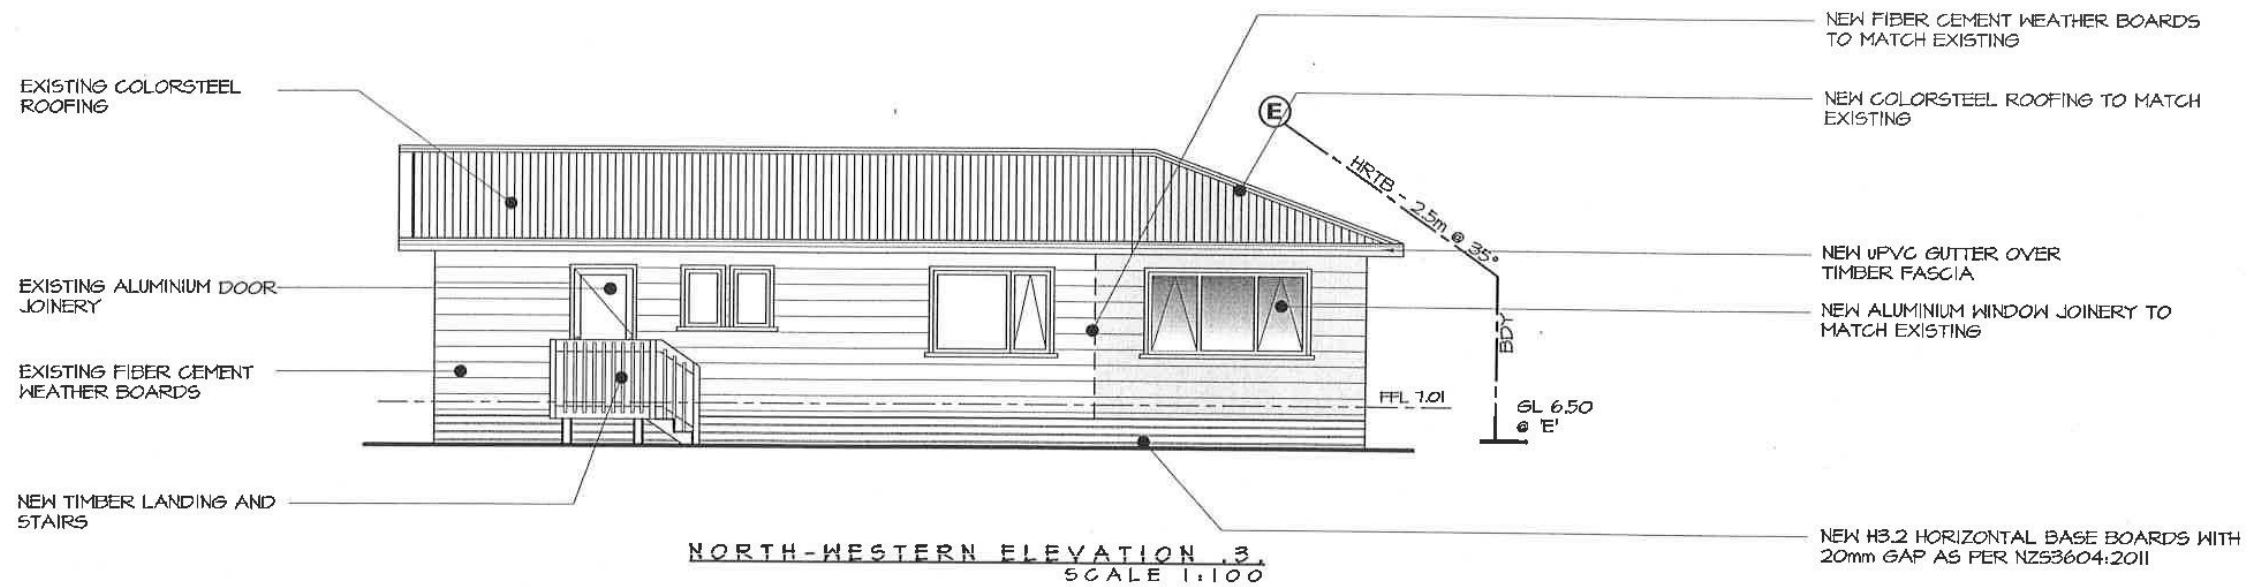 EXISTING COLORSTEEL
ROOFING
EXISTING ALUMINIUM DOOR
JOINERY
EXISTING FIBER CEMENT
WEATHER BOARDS
NEW TIMBER LANDING AND
STAIRS
NEW FIBER CEMENT WEATHER BOARDS
TO MATCH EXISTING
NEW COLORSTEEL ROOFING TO MATCH
EXISTING
E
HRTB - 2.5m @ 35°
NEW uPVC GUTTER OVER
TIMBER FASCIA
NEW ALUMINIUM WINDOW JOINERY TO
MATCH EXISTING
BDY
FFL 7.01
GL 6.50
@ 'E'
NEW H3.2 HORIZONTAL BASE BOARDS WITH
20mm GAP AS PER NZS3604:2011
NORTH-WESTERN ELEVATION .3.
SCALE 1:100